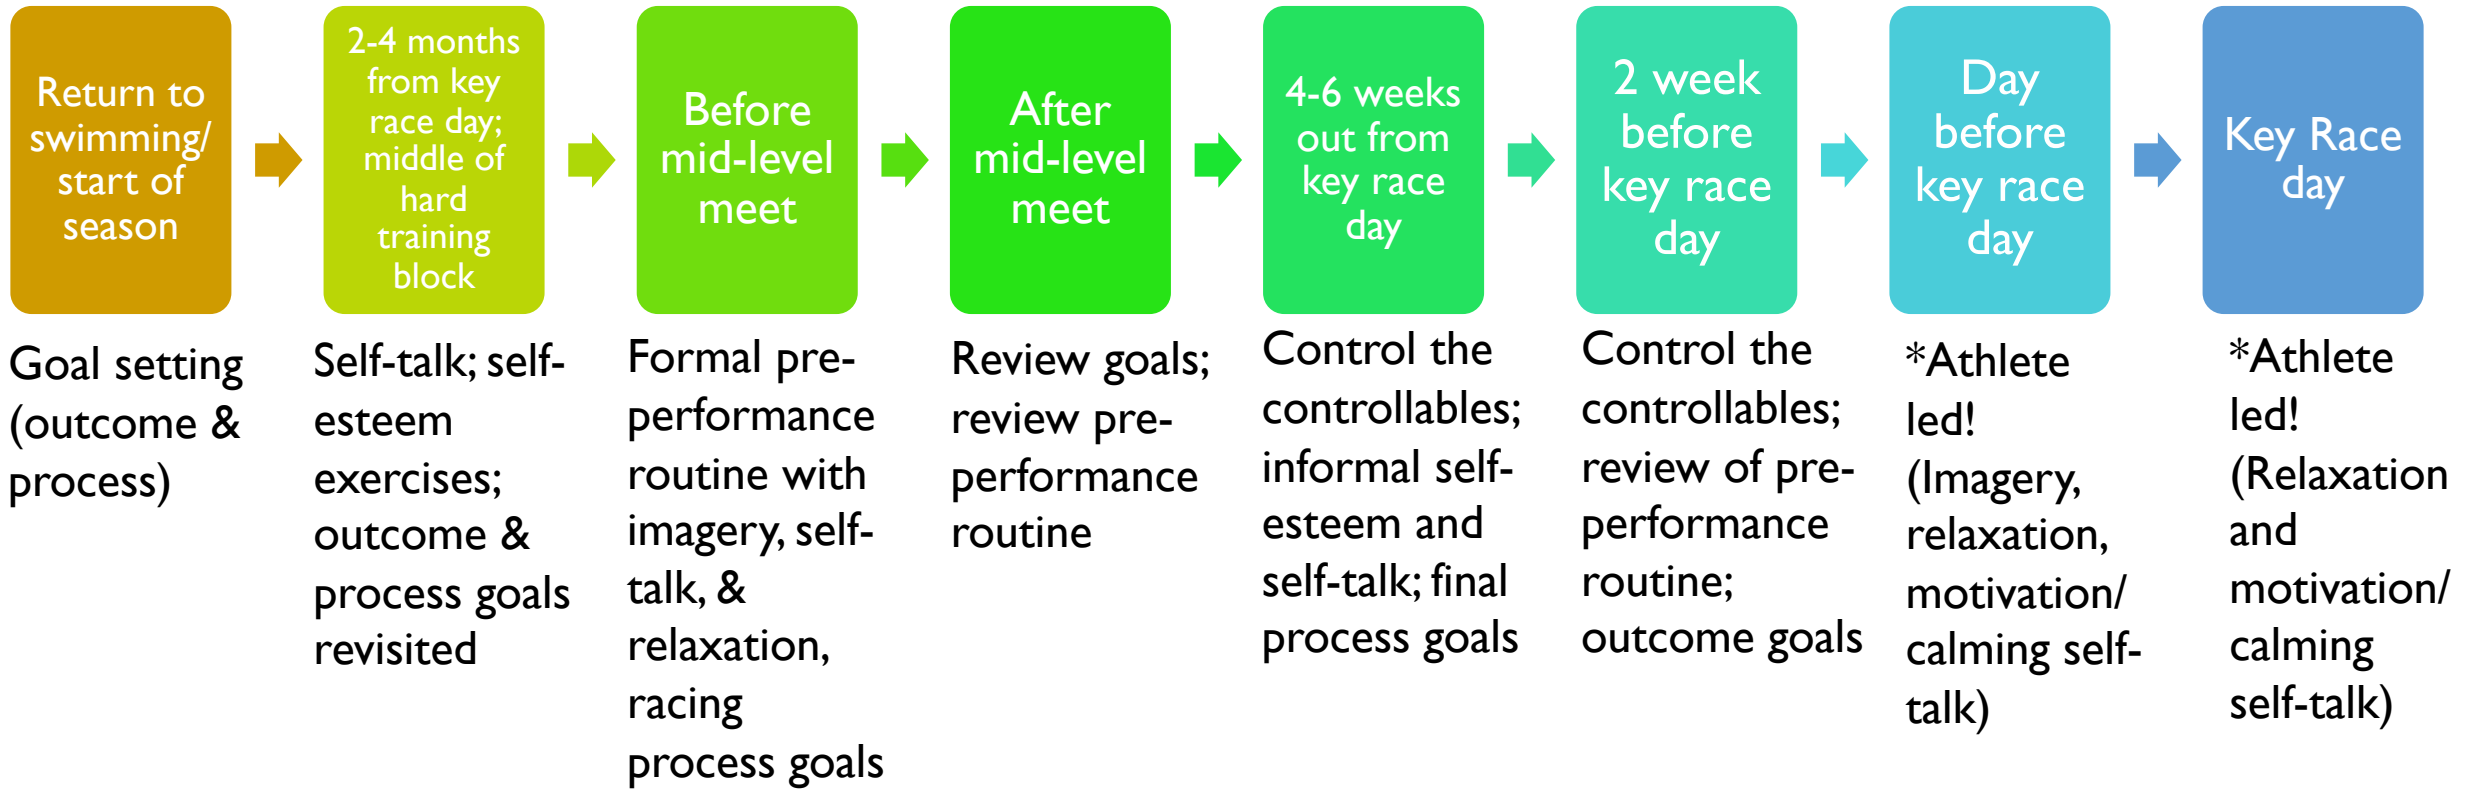 Return to
swimming/
start of
season
2-4 months
from key
race day;
middle of
hard
training
block
Before
mid-level
meet
After
mid-level
meet
4-6 weeks
out from
key race
day
2 week
before
key race
day
Day
before
key race
day
Key Race
day
Goal setting
(outcome &
process)
Self-talk; self-
esteem
exercises;
outcome &
process goals
revisited
Formal pre-
performance
routine with
imagery, self-
talk, &
relaxation,
racing
process goals
Review goals;
review pre-
performance
routine
Control the
controllables;
informal self-
esteem and
self-talk; final
process goals
Control the
controllables;
review of pre-
performance
routine;
outcome goals
*Athlete
led!
(Imagery,
relaxation,
motivation/
calming self-
talk)
*Athlete
led!
(Relaxation
and
motivation/
calming
self-talk)